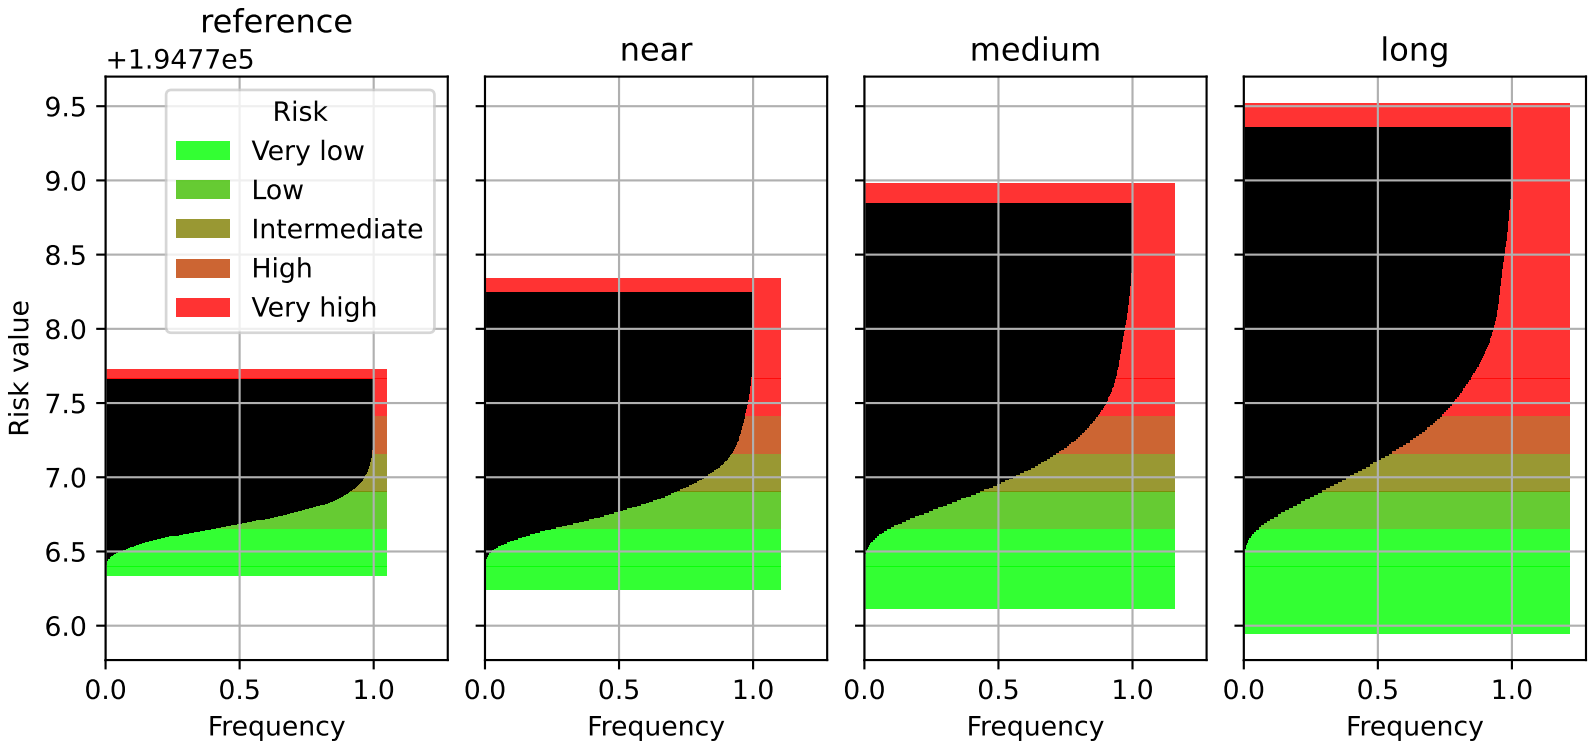 reference
near
medium
long
+1.9477e5
Risk
Very low
Low
Intermediate
High
Very high
Risk value
9.5
9.0
8.5
8.0
7.5
7.0
6.5
6.0
0.0 0.5 1.0
0.0 0.5 1.0
0.0 0.5 1.0
0.0 0.5 1.0
Frequency
Frequency
Frequency
Frequency